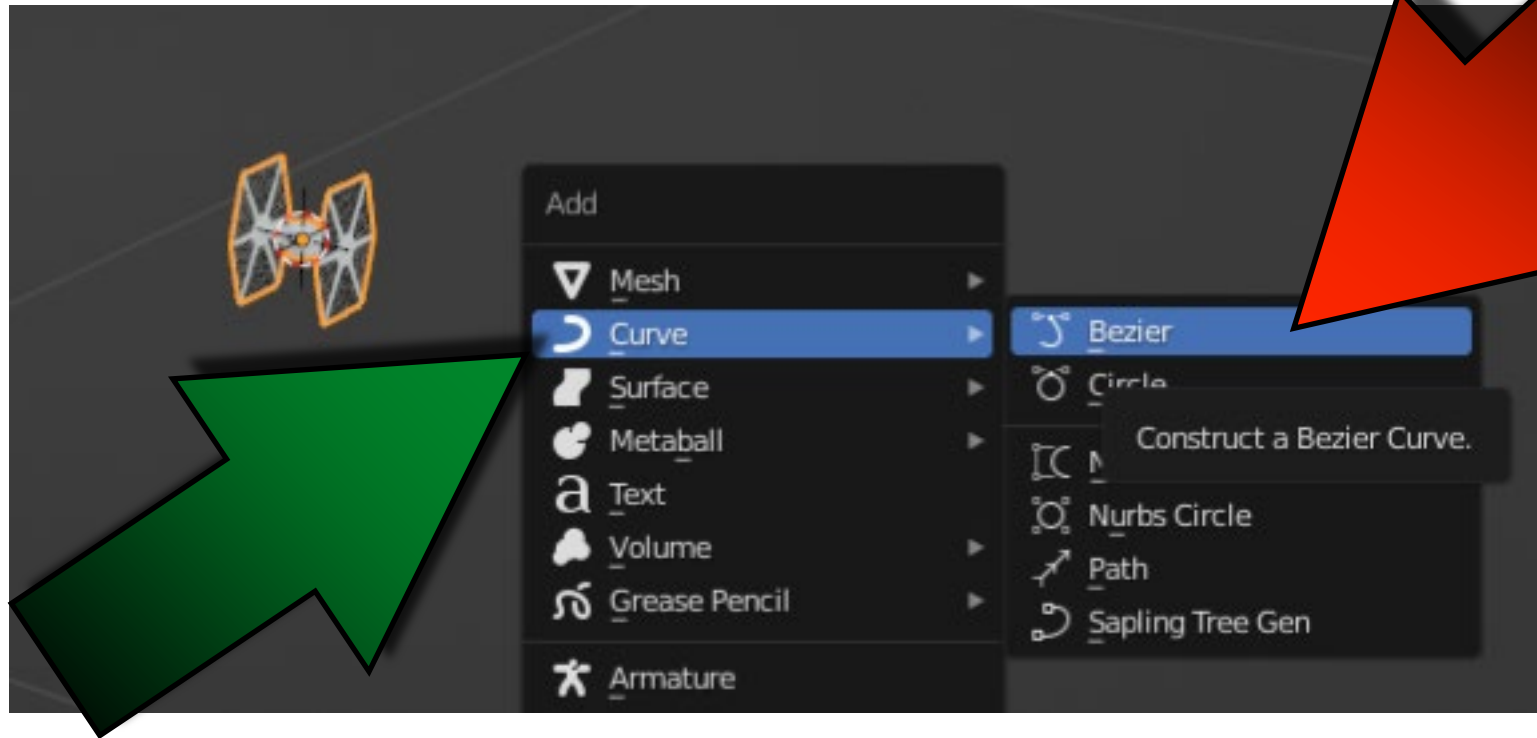 Add
Mesh
Curve
Surface
Metaball
Text
Volume
Grease Pencil
Armature
Bezier
Circle
Construct a Bezier Curve.
Nurbs Circle
Path
Sapling Tree Gen